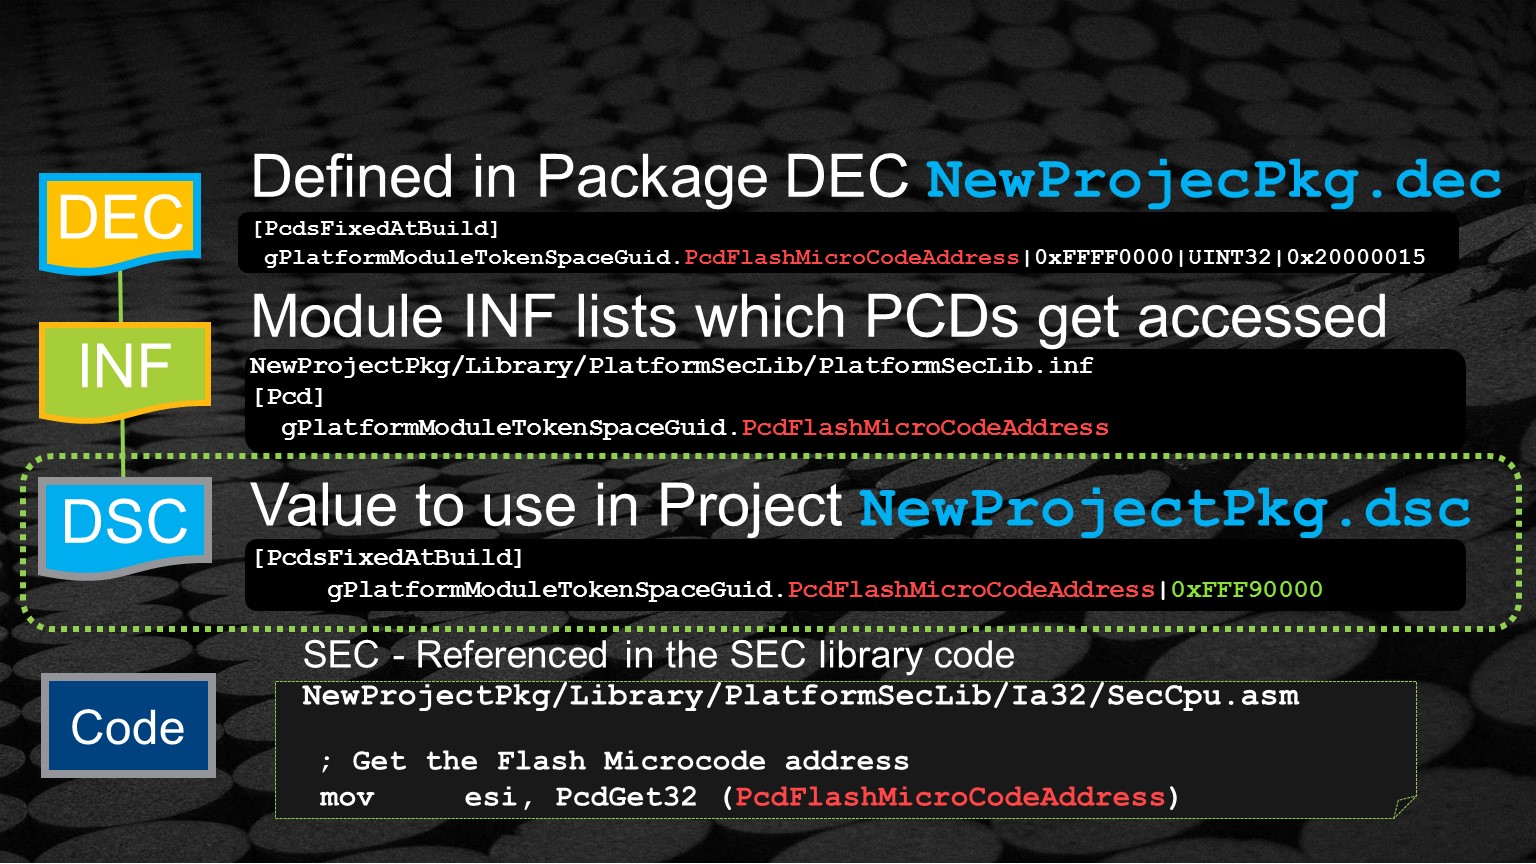 DEC
Defined in Package DEC NewProjecPkg.dec
[PcdsFixedAtBuild]
gPlatformModuleTokenSpaceGuid.PcdFlashMicroCodeAddress|0xFFFF0000|UINT32|0x20000015
INF
Module INF lists which PCDs get accessed
NewProjectPkg/Library/PlatformSecLib/PlatformSecLib.inf
[Pcd]
gPlatformModuleTokenSpaceGuid.PcdFlashMicroCodeAddress
DSC
Value to use in Project NewProjectPkg.dsc
[PcdsFixedAtBuild]
gPlatformModuleTokenSpaceGuid.PcdFlashMicroCodeAddress|0xFFF90000
Code
SEC - Referenced in the SEC library code
NewProjectPkg/Library/PlatformSecLib/Ia32/SecCpu.asm
; Get the Flash Microcode address
mov esi, PcdGet32 (PcdFlashMicroCodeAddress)